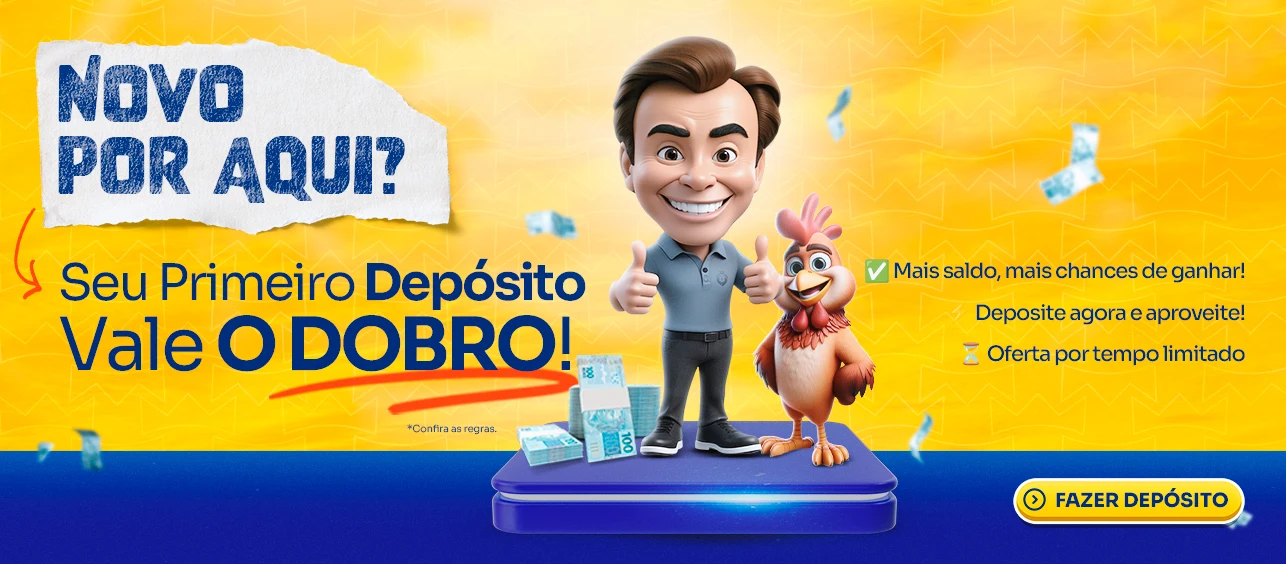 NOVO
POR AQUI?
Seu Primeiro Depósito
Vale O DOBRO!
*Confira as regras.
✅ Mais saldo, mais chances de ganhar!
⚡ Deposite agora e aproveite!
⏳ Oferta por tempo limitado
100
FAZER DEPÓSITO